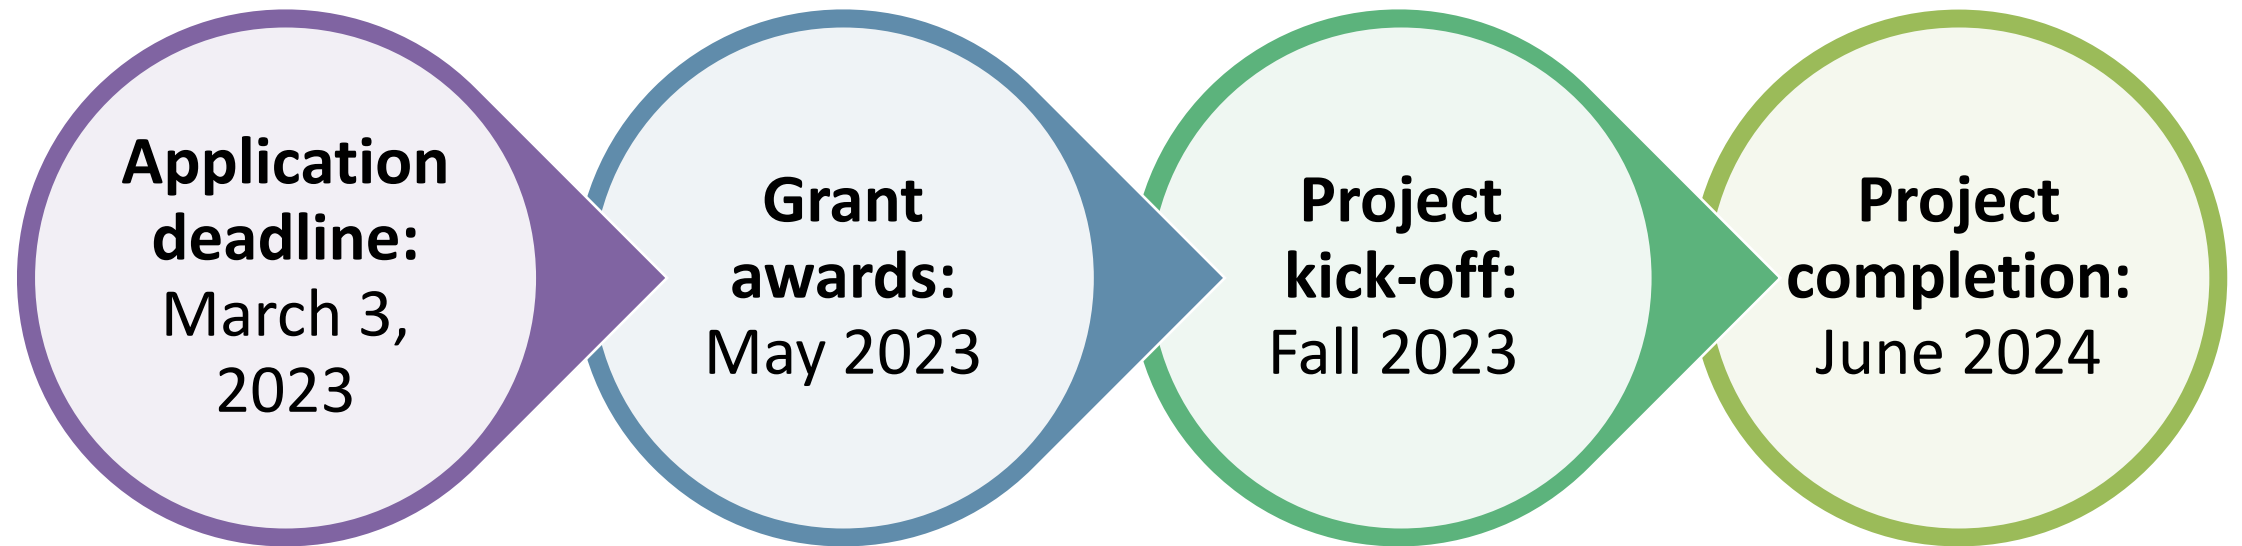 Application
deadline:
March 3,
2023
Grant
awards:
May 2023
Project
kick-off:
Fall 2023
Project
completion:
June 2024